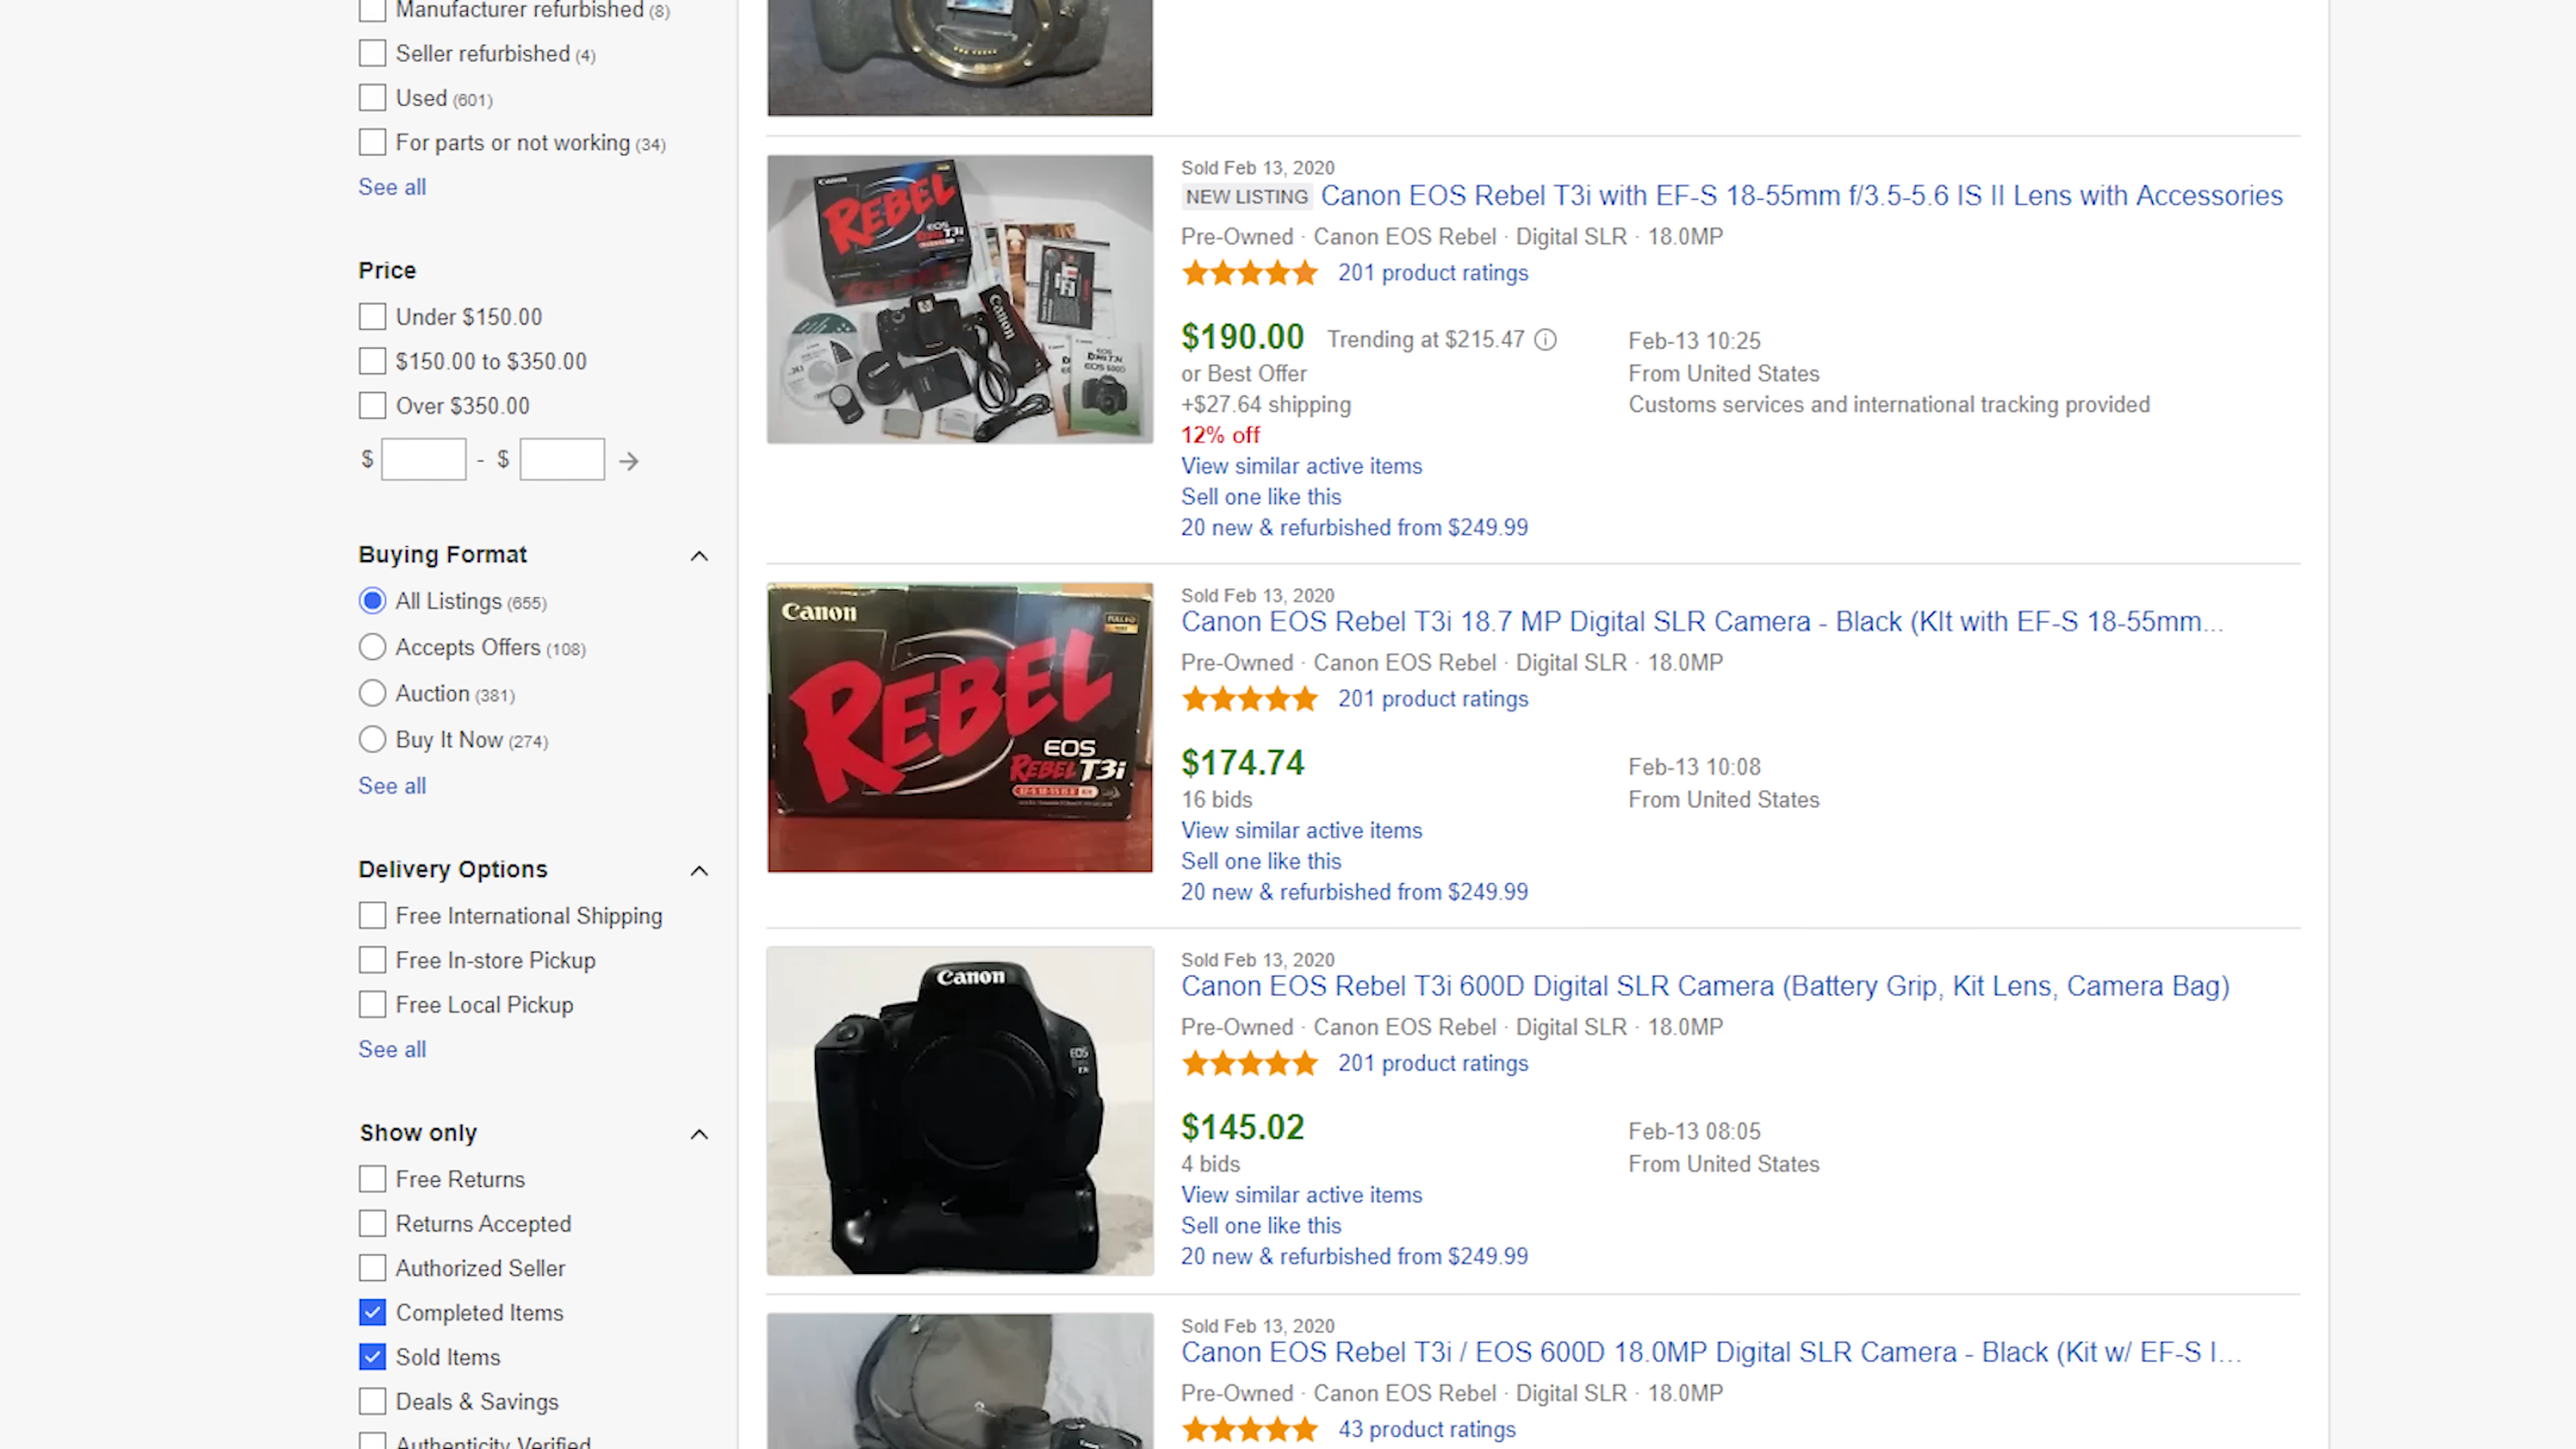 Manufacturer refurbished (8)
Seller refurbished (4)
Used (601)
For parts or not working (34)
See all
Price
Under $150.00
$150.00 to $350.00
Over $350.00
$ - $
Buying Format
All Listings (655)
Accepts Offers (108)
Auction (381)
Buy It Now (274)
See all
Delivery Options
Free International Shipping
Free In-store Pickup
Free Local Pickup
See all
Show only
Free Returns
Returns Accepted
Authorized Seller
Completed Items
Sold Items
Deals & Savings
Authenticity Verified
Canon
REBEL
EOS
T3i
Canon
Canon
Sold Feb 13, 2020
NEW LISTING Canon EOS Rebel T3i with EF-S 18-55mm f/3.5-5.6 IS II Lens with Accessories
Pre-Owned · Canon EOS Rebel · Digital SLR · 18.0MP
201 product ratings
$190.00 Trending at $215.47
or Best Offer
+$27.64 shipping
12% off
View similar active items
Sell one like this
20 new & refurbished from $249.99
Feb-13 10:25
From United States
Customs services and international tracking provided
Canon
REBEL
EOS
REBEL T3i
Sold Feb 13, 2020
Canon EOS Rebel T3i 18.7 MP Digital SLR Camera - Black (KIt with EF-S 18-55mm...
Pre-Owned · Canon EOS Rebel · Digital SLR · 18.0MP
201 product ratings
$174.74
16 bids
View similar active items
Sell one like this
20 new & refurbished from $249.99
Feb-13 10:08
From United States
Canon
EOS
Sold Feb 13, 2020
Canon EOS Rebel T3i 600D Digital SLR Camera (Battery Grip, Kit Lens, Camera Bag)
Pre-Owned · Canon EOS Rebel · Digital SLR · 18.0MP
201 product ratings
$145.02
4 bids
View similar active items
Sell one like this
20 new & refurbished from $249.99
Feb-13 08:05
From United States
Sold Feb 13, 2020
Canon EOS Rebel T3i / EOS 600D 18.0MP Digital SLR Camera - Black (Kit w/ EF-S I...
Pre-Owned · Canon EOS Rebel · Digital SLR · 18.0MP
43 product ratings